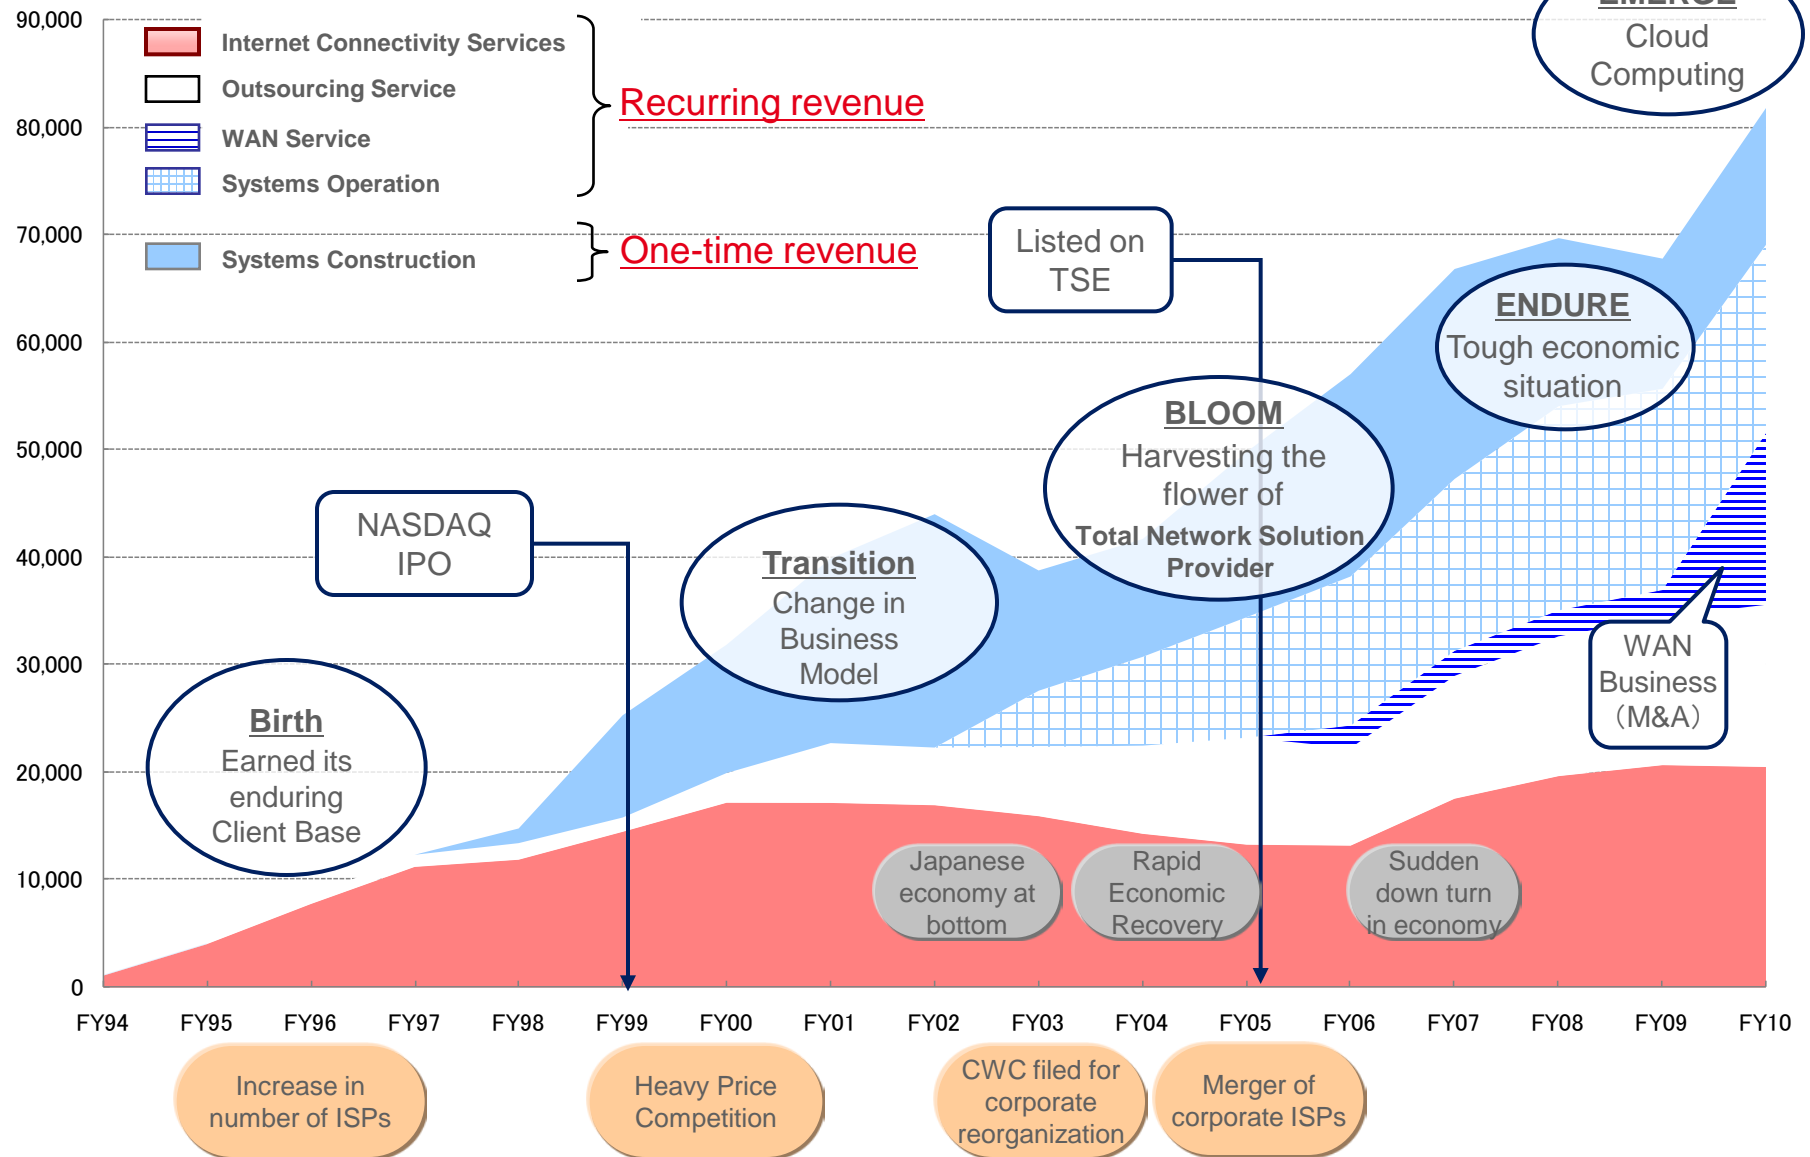 90,000
80,000
70,000
60,000
50,000
40,000
30,000
20,000
10,000
0
Internet Connectivity Services
Outsourcing Service
WAN Service
Systems Operation
Systems Construction
Recurring revenue
One-time revenue
EMERGE
Cloud
Computing
Listed on
TSE
ENDURE
Tough economic
situation
BLOOM
Harvesting the
flower of
Total Network Solution
Provider
NASDAQ
IPO
Transition
Change in
Business
Model
Birth
Earned its
enduring
Client Base
WAN
Business
（M&A）
Japanese
economy at
bottom
Rapid
Economic
Recovery
Sudden
down turn
in economy
FY94
FY95
FY96
FY97
FY98
FY99
FY00
FY01
FY02
FY03
FY04
FY05
FY06
FY07
FY08
FY09
FY10
Increase in
number of ISPs
Heavy Price
Competition
CWC filed for
corporate
reorganization
Merger of
corporate ISPs